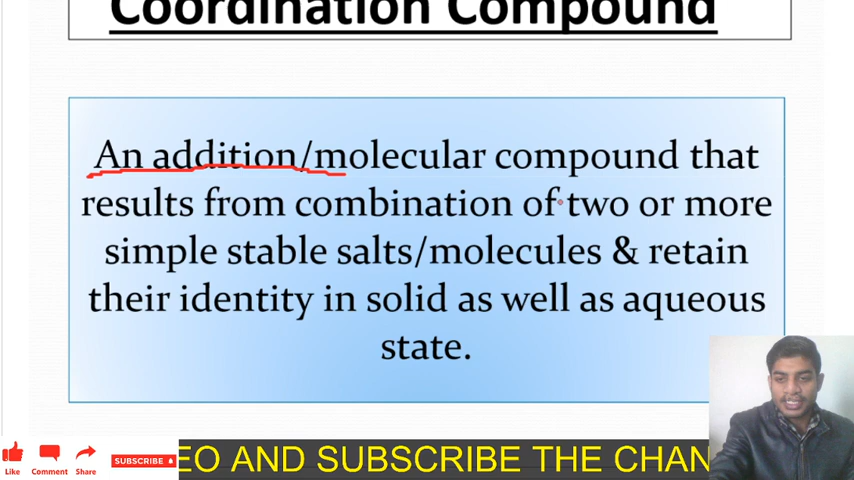 Coordination Compound
An addition/molecular compound that
results from combination of two or more
simple stable salts/molecules & retain
their identity in solid as well as aqueous
state.
Like
Comment
Share
SUBSCRIBE
EO AND SUBSCRIBE THE CHAN